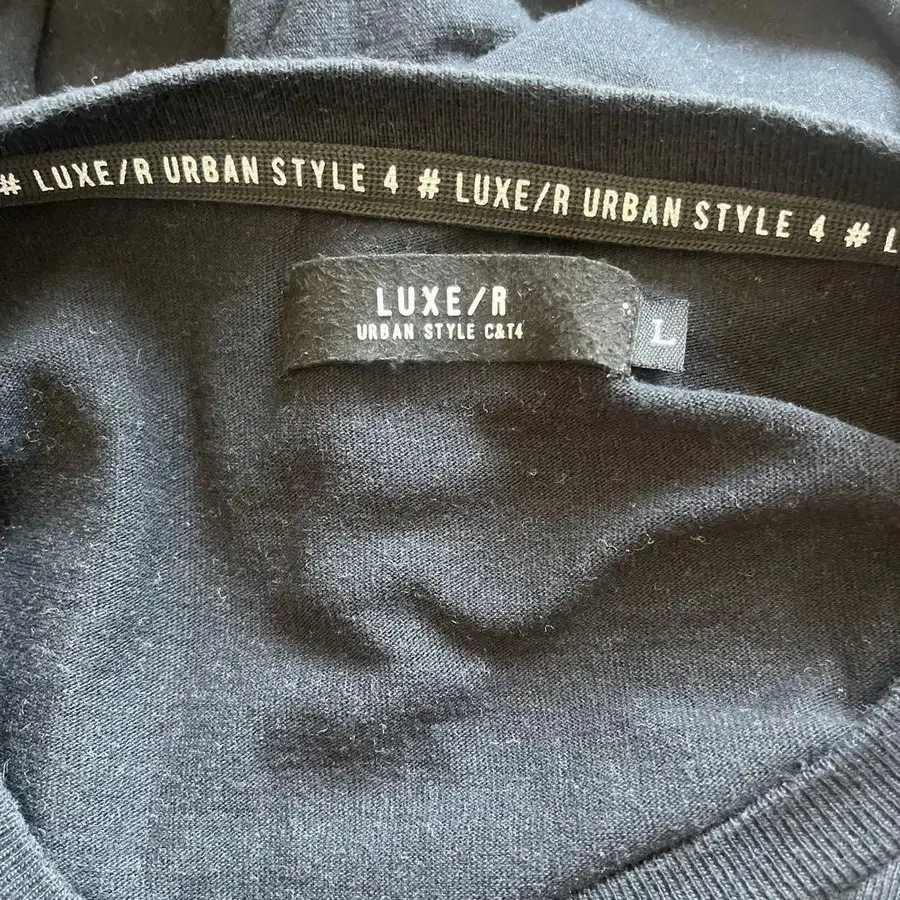 # LUXE/R URBAN STYLE 4 # LUXE/R URBAN STYLE 4 # L
LUXE/R
URBAN STYLE C&T4
L